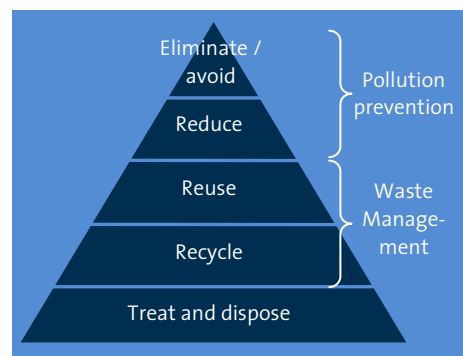 Eliminate /
avoid
Pollution
prevention
Reduce
Reuse
Waste
Manage-
ment
Recycle
Treat and dispose